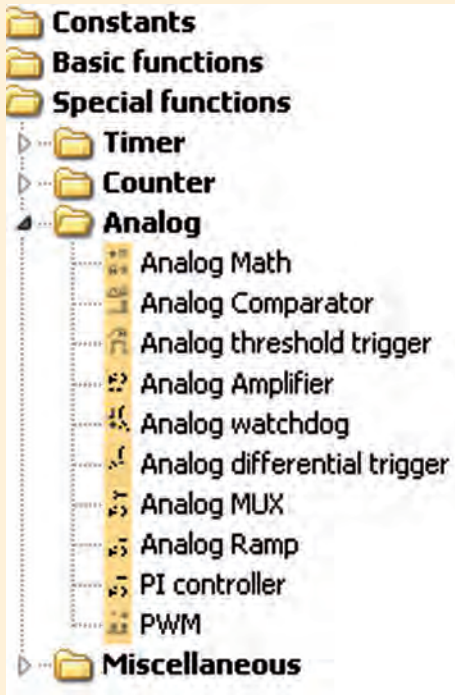 Constants
Basic functions
Special functions
Timer
Counter
Analog
Analog Math
Analog Comparator
Analog threshold trigger
Analog Amplifier
Analog watchdog
Analog differential trigger
Analog MUX
Analog Ramp
PI controller
PWM
Miscellaneous